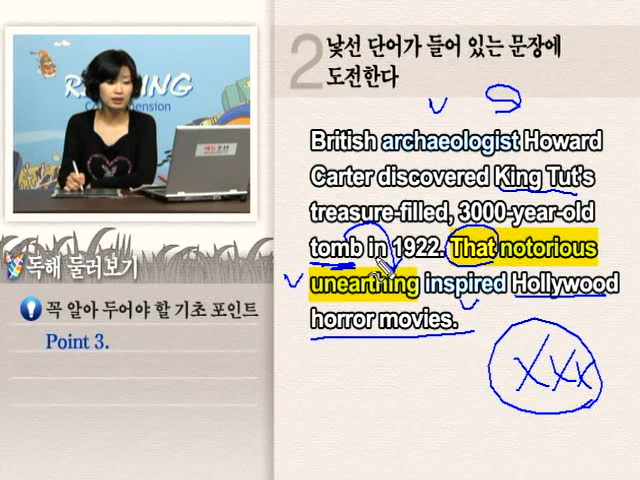 READING
Comprehension
독해 둘러보기
꼭 알아 두어야 할 기초 포인트
Point 3.
2 낯선 단어가 들어 있는 문장에
도전한다
British archaeologist Howard
Carter discovered King Tut's
treasure-filled, 3000-year-old
tomb in 1922. That notorious
unearthing inspired Hollywood
horror movies.
XXX